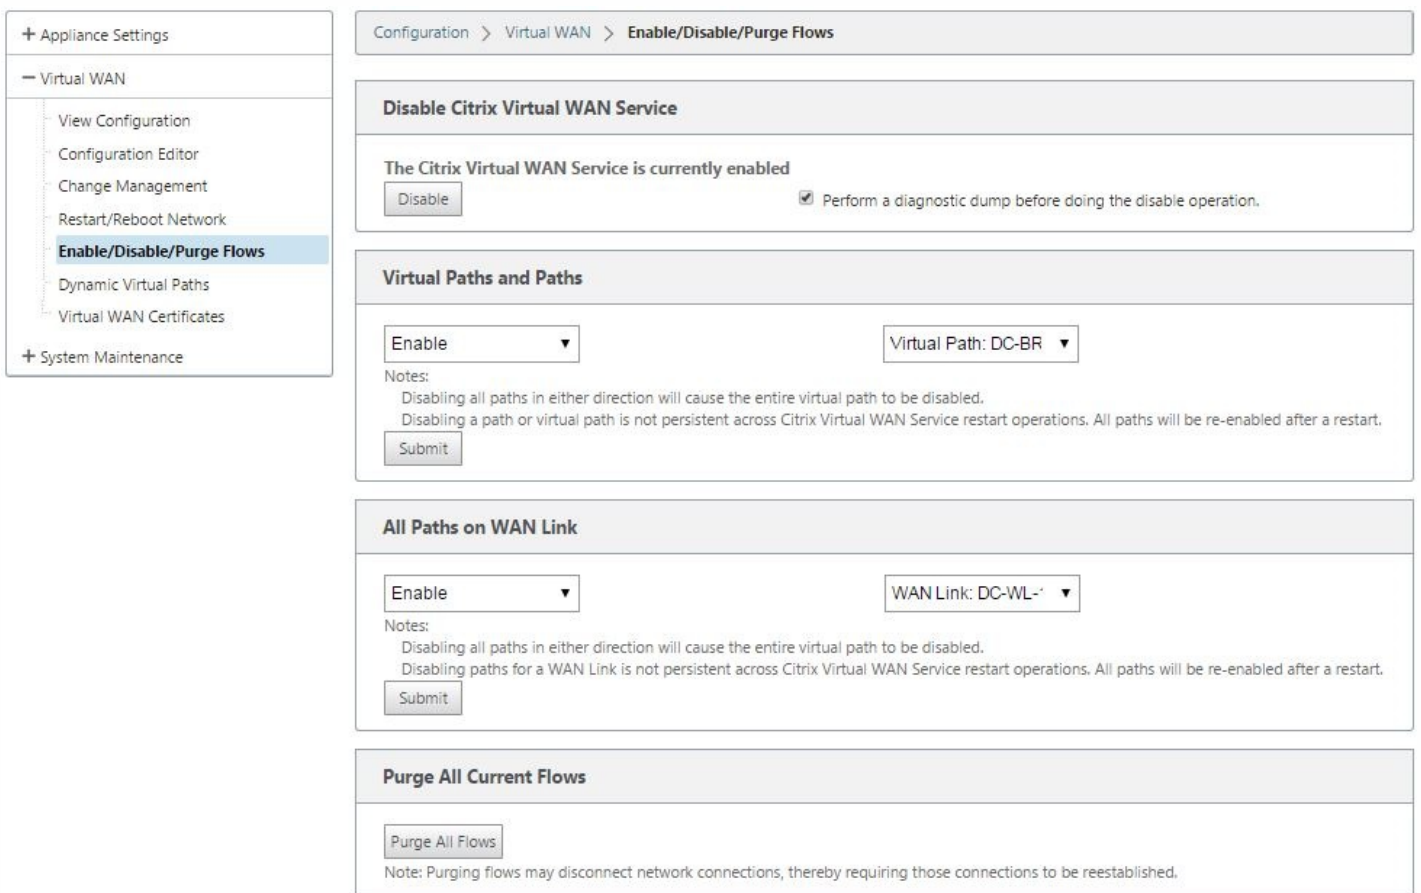 Appliance Settings
Virtual WAN
View Configuration
Configuration Editor
Change Management
Restart/Reboot Network
Enable/Disable/Purge Flows
Dynamic Virtual Paths
Virtual WAN Certificates
System Maintenance
Configuration > Virtual WAN > Enable/Disable/Purge Flows
Disable Citrix Virtual WAN Service
The Citrix Virtual WAN Service is currently enabled
Disable
Perform a diagnostic dump before doing the disable operation.
Virtual Paths and Paths
Enable
Virtual Path: DC-BR
Notes:
Disabling all paths in either direction will cause the entire virtual path to be disabled.
Disabling a path or virtual path is not persistent across Citrix Virtual WAN Service restart operations. All paths will be re-enabled after a restart.
Submit
All Paths on WAN Link
Enable
WAN Link: DC-WL-
Notes:
Disabling all paths in either direction will cause the entire virtual path to be disabled.
Disabling paths for a WAN Link is not persistent across Citrix Virtual WAN Service restart operations. All paths will be re-enabled after a restart.
Submit
Purge All Current Flows
Purge All Flows
Note: Purging flows may disconnect network connections, thereby requiring those connections to be reestablished.